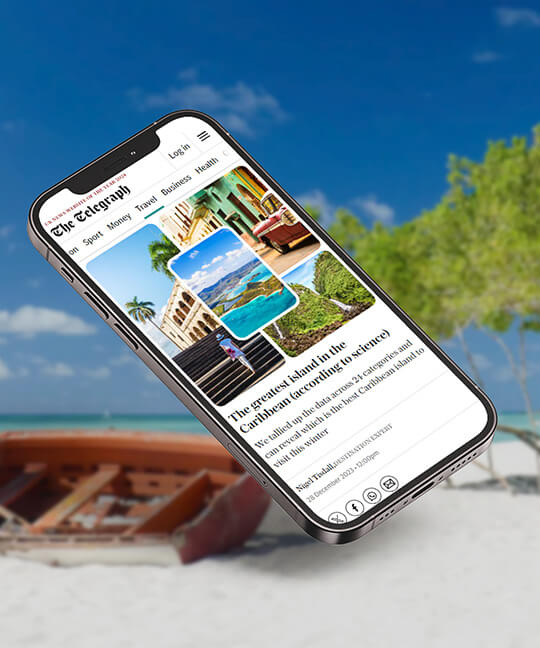 Log in
UK NEWS WEBSITE OF THE YEAR 2024
The Telegraph
on Sport Money Travel Business Health
The greatest island in the
Caribbean (according to science)
We tallied up the data across 24 categories and
can reveal which is the best Caribbean island to
visit this winter
Nigel Tisdall, DESTINATION EXPERT
28 December 2023 • 12:00pm